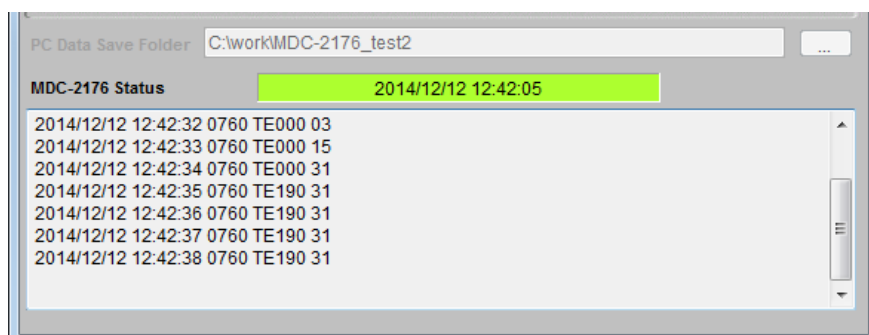 PC Data Save Folder C:\work\MDC-2176_test2 ...
MDC-2176 Status 2014/12/12 12:42:05
2014/12/12 12:42:32 0760 TE000 03
2014/12/12 12:42:33 0760 TE000 15
2014/12/12 12:42:34 0760 TE000 31
2014/12/12 12:42:35 0760 TE190 31
2014/12/12 12:42:36 0760 TE190 31
2014/12/12 12:42:37 0760 TE190 31
2014/12/12 12:42:38 0760 TE190 31